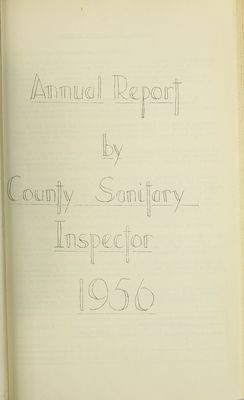 Annual Report
by
County Sanitary
Inspector
1956